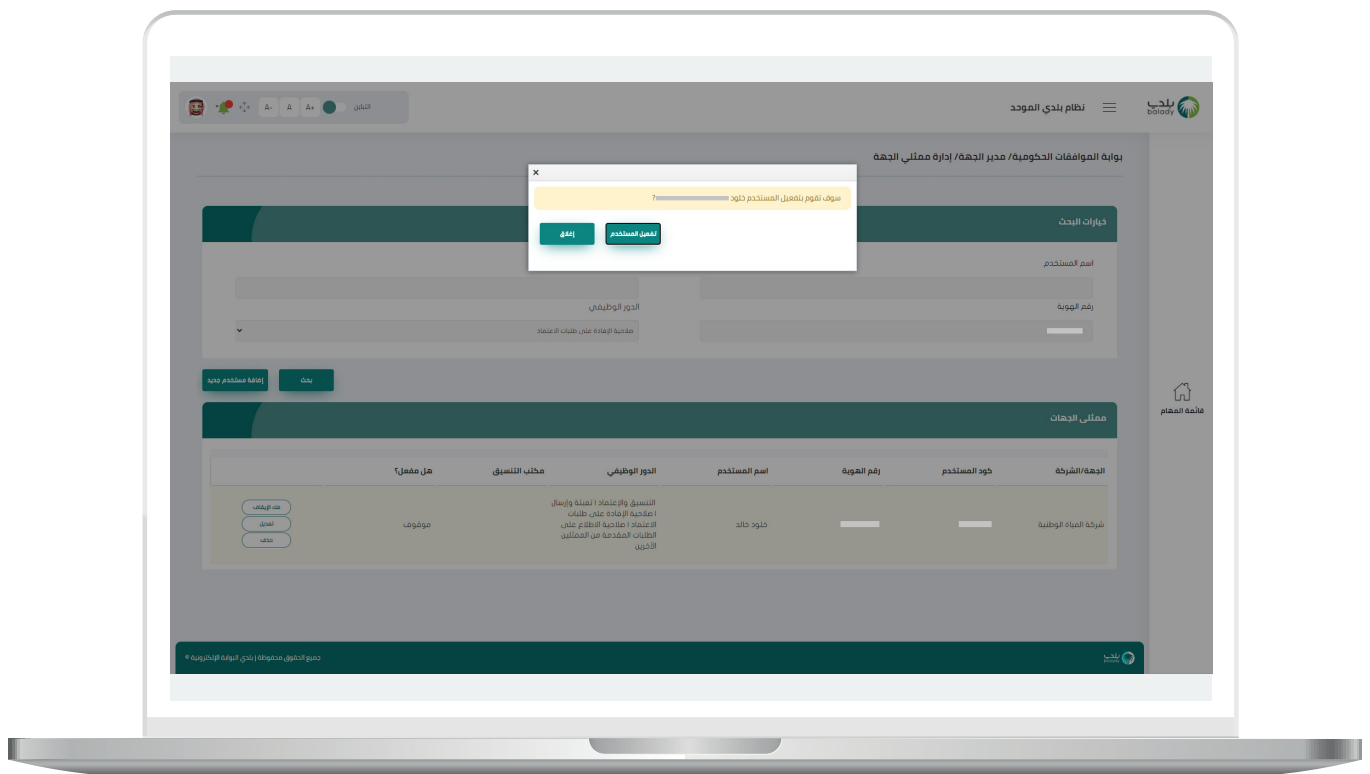 بلدي
balady
نظام بلدي الموحد
التباين
A+
A
A-
بوابة الموافقات الحكومية/ مدير الجهة/ إدارة ممثلي الجهة
×
سوف تقوم بتفعيل المستخدم خلود ?
تفعيل المستخدم
إغلاق
خيارات البحث
اسم المستخدم
رقم الهوية
الدور الوظيفي
صلاحية الإفادة على طلبات الاعتماد
بحث
إضافة مستخدم جديد
قائمة المهام
ممثلى الجهات
الجهة/الشركة كود المستخدم رقم الهوية اسم المستخدم الدور الوظيفي مكتب التنسيق هل مفعل؟
شركة المياه الوطنية خلود خالد موقوف
التنسيق والإعتماد | تعبئة وإرسال
| صلاحية الإفادة على طلبات
الاعتماد | صلاحية الاطلاع على
الطلبات المقدمة من الممثلين
الآخرين
فك الإيقاف
تعديل
حذف
بلدي
جميع الحقوق محفوظة | بلدي البوابة الإلكترونية ©